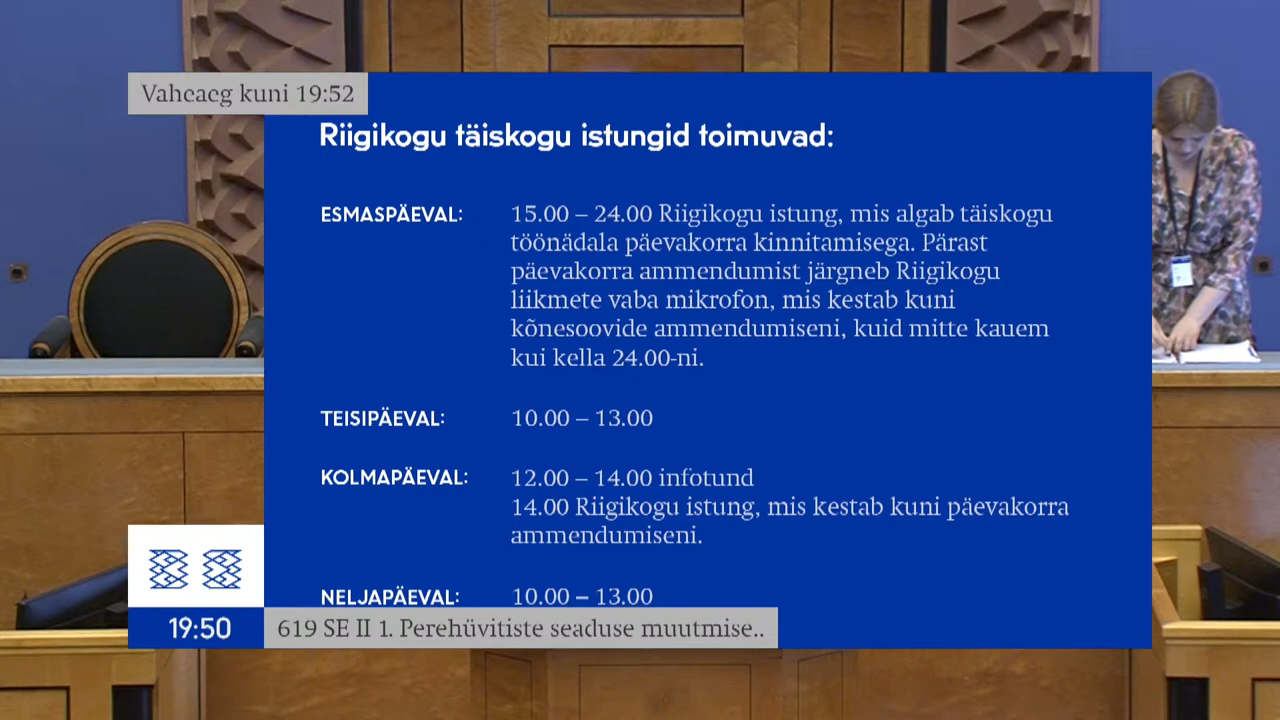 Vaheaeg kuni 19:52
Riigikogu täiskogu istungid toimuvad:
ESMASPÄEVAL:
15.00 – 24.00 Riigikogu istung, mis algab täiskogu
töönädala päevakorra kinnitamisega. Pärast
päevakorra ammendumist järgneb Riigikogu
liikmete vaba mikrofon, mis kestab kuni
kõnesoovide ammendumiseni, kuid mitte kauem
kui kella 24.00-ni.
TEISIPÄEVAL: 10.00 – 13.00
KOLMAPÄEVAL: 12.00 – 14.00 infotund
14.00 Riigikogu istung, mis kestab kuni päevakorra
ammendumiseni.
NELJAPÄEVAL: 10.00 – 13.00
19:50 619 SE II 1. Perehüvitiste seaduse muutmise..